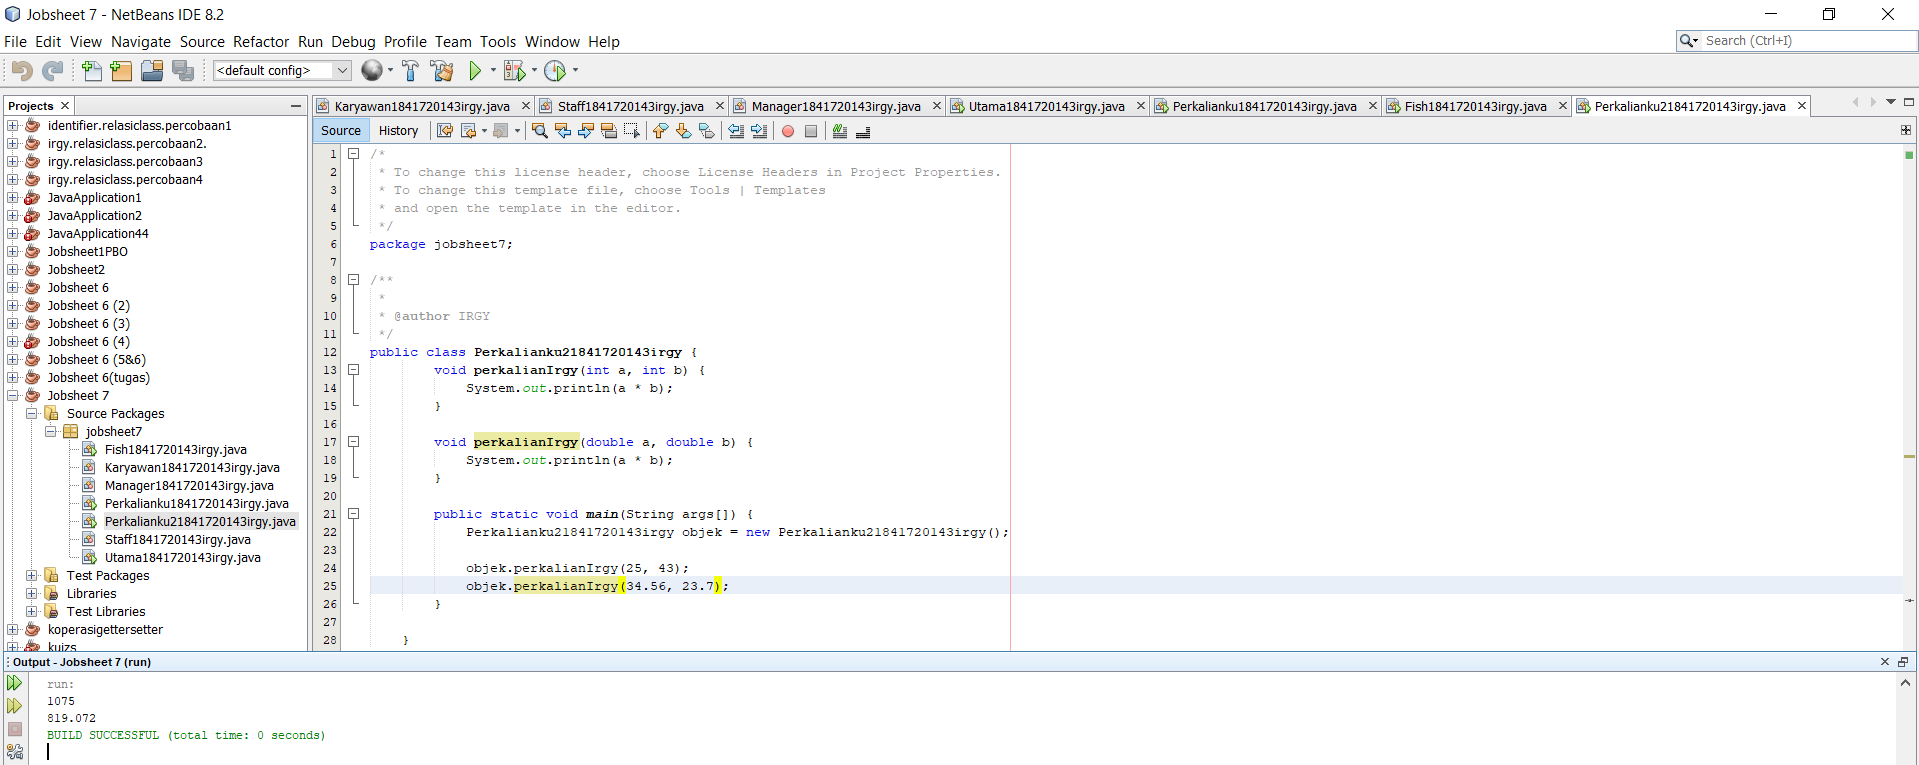 Jobsheet 7 - NetBeans IDE 8.2
File Edit View Navigate Source Refactor Run Debug Profile Team Tools Window Help
Search (Ctrl+I)
<default config>
Projects
Karyawan1841720143irgy.java
Staff1841720143irgy.java
Manager1841720143irgy.java
Utama1841720143irgy.java
Perkalianku1841720143irgy.java
Fish1841720143irgy.java
Perkalianku21841720143irgy.java
identifier.relasiclass.percobaan1
irgy.relasiclass.percobaan2.
irgy.relasiclass.percobaan3
irgy.relasiclass.percobaan4
JavaApplication1
JavaApplication2
JavaApplication44
Jobsheet1PBO
Jobsheet2
Jobsheet 6
Jobsheet 6 (2)
Jobsheet 6 (3)
Jobsheet 6 (4)
Jobsheet 6 (5&6)
Jobsheet 6(tugas)
Jobsheet 7
Source Packages
jobsheet7
Fish1841720143irgy.java
Karyawan1841720143irgy.java
Manager1841720143irgy.java
Perkalianku1841720143irgy.java
Perkalianku21841720143irgy.java
Staff1841720143irgy.java
Utama1841720143irgy.java
Test Packages
Libraries
Test Libraries
koperasigettersetter
kuizs
Source History
1 /*
2 * To change this license header, choose License Headers in Project Properties.
3 * To change this template file, choose Tools | Templates
4 * and open the template in the editor.
5 */
6 package jobsheet7;
7
8 /**
9 *
10 * @author IRGY
11 */
12 public class Perkalianku21841720143irgy {
13 void perkalianIrgy(int a, int b) {
14 System.out.println(a * b);
15 }
16
17 void perkalianIrgy(double a, double b) {
18 System.out.println(a * b);
19 }
20
21 public static void main(String args[]) {
22 Perkalianku21841720143irgy objek = new Perkalianku21841720143irgy();
23
24 objek.perkalianIrgy(25, 43);
25 objek.perkalianIrgy(34.56, 23.7);
26 }
27
28 }
Output - Jobsheet 7 (run)
run:
1075
819.072
BUILD SUCCESSFUL (total time: 0 seconds)